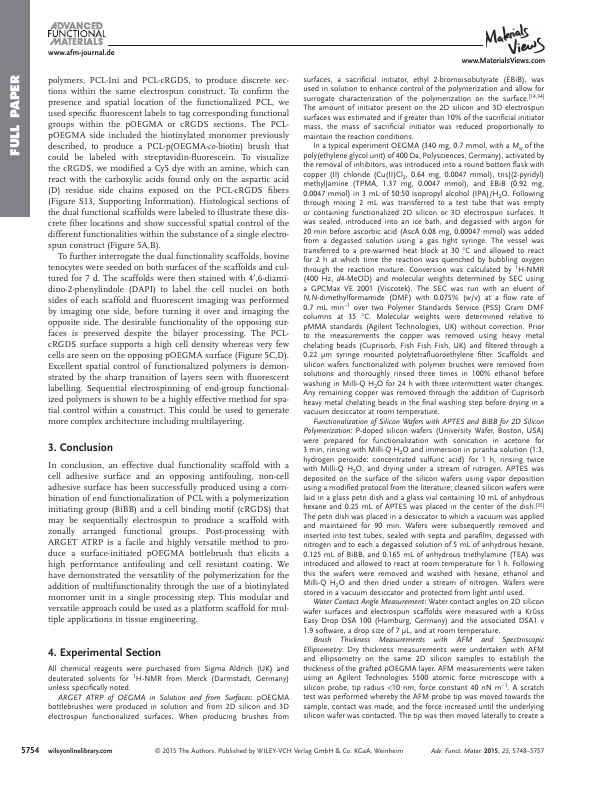 ADVANCED
FUNCTIONAL
MATERIALS
www.afm-journal.de
Materials
Views
www.MaterialsViews.com
FULL PAPER
polymers, PCL-Ini and PCL-cRGDS, to produce discrete sec-
tions within the same electrospun construct. To confirm the
presence and spatial location of the functionalized PCL, we
used specific fluorescent labels to tag corresponding functional
groups within the pOEGMA or cRGDS sections. The PCL-
pOEGMA side included the biotinylated monomer previously
described, to produce a PCL-p(OEGMA-co-biotin) brush that
could be labeled with streptavidin-fluorescein. To visualize
the cRGDS, we modified a Cy5 dye with an amine, which can
react with the carboxylic acids found only on the aspartic acid
(D) residue side chains exposed on the PCL-cRGDS fibers
(Figure S13, Supporting Information). Histological sections of
the dual functional scaffolds were labeled to illustrate these dis-
crete fiber locations and show successful spatial control of the
different functionalities within the substance of a single electro-
spun construct (Figure 5A,B).
To further interrogate the dual functionality scaffolds, bovine
tenocytes were seeded on both surfaces of the scaffolds and cul-
tured for 7 d. The scaffolds were then stained with 4′,6-diami-
dino-2-phenylindole (DAPI) to label the cell nuclei on both
sides of each scaffold and fluorescent imaging was performed
by imaging one side, before turning it over and imaging the
opposite side. The desirable functionality of the opposing sur-
faces is preserved despite the bilayer processing. The PCL-
cRGDS surface supports a high cell density whereas very few
cells are seen on the opposing pOEGMA surface (Figure 5C,D).
Excellent spatial control of functionalized polymers is demon-
strated by the sharp transition of layers seen with fluorescent
labelling. Sequential electrospinning of end-group functional-
ized polymers is shown to be a highly effective method for spa-
tial control within a construct. This could be used to generate
more complex architecture including multilayering.
3. Conclusion
In conclusion, an effective dual functionality scaffold with a
cell adhesive surface and an opposing antifouling, non-cell
adhesive surface has been successfully produced using a com-
bination of end functionalization of PCL with a polymerization
initiating group (BiBB) and a cell binding motif (cRGDS) that
may be sequentially electrospun to produce a scaffold with
zonally arranged functional groups. Post-processing with
ARGET ATRP is a facile and highly versatile method to pro-
duce a surface-initiated pOEGMA bottlebrush that elicits a
high performance antifouling and cell resistant coating. We
have demonstrated the versatility of the polymerization for the
addition of multifunctionality through the use of a biotinylated
monomer unit in a single processing step. This modular and
versatile approach could be used as a platform scaffold for mul-
tiple applications in tissue engineering.
4. Experimental Section
All chemical reagents were purchased from Sigma Aldrich (UK) and
deuterated solvents for 1H-NMR from Merck (Darmstadt, Germany)
unless specifically noted.
ARGET ATRP of OEGMA in Solution and from Surfaces: pOEGMA
bottlebrushes were produced in solution and from 2D silicon and 3D
electrospun functionalized surfaces. When producing brushes from
surfaces, a sacrificial initiator, ethyl 2-bromoisobutyrate (EBiB), was
used in solution to enhance control of the polymerization and allow for
surrogate characterization of the polymerization on the surface.[14,34]
The amount of initiator present on the 2D silicon and 3D electrospun
surfaces was estimated and if greater than 10% of the sacrificial initiator
mass, the mass of sacrificial initiator was reduced proportionally to
maintain the reaction conditions.
In a typical experiment OEGMA (340 mg, 0.7 mmol, with a Mw of the
poly(ethylene glycol unit) of 400 Da, Polysciences, Germany), activated by
the removal of inhibitors, was introduced into a round bottom flask with
copper (II) chloride (Cu(II)Cl2, 0.64 mg, 0.0047 mmol), tris[(2-pyridyl)
methyl]amine (TPMA, 1.37 mg, 0.0047 mmol), and EBiB (0.92 mg,
0.0047 mmol) in 3 mL of 50:50 isopropyl alcohol (IPA)/H2O. Following
through mixing 2 mL was transferred to a test tube that was empty
or containing functionalized 2D silicon or 3D electrospun surfaces. It
was sealed, introduced into an ice bath, and degassed with argon for
20 min before ascorbic acid (AscA 0.08 mg, 0.00047 mmol) was added
from a degassed solution using a gas tight syringe. The vessel was
transferred to a pre-warmed heat block at 30 °C and allowed to react
for 2 h at which time the reaction was quenched by bubbling oxygen
through the reaction mixture. Conversion was calculated by 1H-NMR
(400 Hz, d4-MeOD) and molecular weights determined by SEC using
a GPCMax VE 2001 (Viscotek). The SEC was run with an eluent of
N,N-dimethylformamide (DMF) with 0.075% (w/v) at a flow rate of
0.7 mL min−1 over two Polymer Standards Service (PSS) Gram DMF
columns at 35 °C. Molecular weights were determined relative to
pMMA standards (Agilent Technologies, UK) without correction. Prior
to the measurements the copper was removed using heavy metal
chelating beads (Cuprisorb, Fish Fish Fish, UK) and filtered through a
0.22 μm syringe mounted polytetrafluoroethylene filter. Scaffolds and
silicon wafers functionalized with polymer brushes were removed from
solutions and thoroughly rinsed three times in 100% ethanol before
washing in Milli-Q H2O for 24 h with three intermittent water changes.
Any remaining copper was removed through the addition of Cuprisorb
heavy metal chelating beads in the final washing step before drying in a
vacuum desiccator at room temperature.
Functionalization of Silicon Wafers with APTES and BiBB for 2D Silicon
Polymerization: P-doped silicon wafers (University Wafer, Boston, USA)
were prepared for functionalization with sonication in acetone for
3 min, rinsing with Milli-Q H2O and immersion in piranha solution (1:3,
hydrogen peroxide: concentrated sulfuric acid) for 1 h, rinsing twice
with Milli-Q H2O, and drying under a stream of nitrogen. APTES was
deposited on the surface of the silicon wafers using vapor deposition
using a modified protocol from the literature; cleaned silicon wafers were
laid in a glass petri dish and a glass vial containing 10 mL of anhydrous
hexane and 0.25 mL of APTES was placed in the center of the dish.[35]
The petri dish was placed in a desiccator to which a vacuum was applied
and maintained for 90 min. Wafers were subsequently removed and
inserted into test tubes, sealed with septa and parafilm, degassed with
nitrogen and to each a degassed solution of 5 mL of anhydrous hexane,
0.125 mL of BiBB, and 0.165 mL of anhydrous triethylamine (TEA) was
introduced and allowed to react at room temperature for 1 h. Following
this the wafers were removed and washed with hexane, ethanol and
Milli-Q H2O and then dried under a stream of nitrogen. Wafers were
stored in a vacuum desiccator and protected from light until used.
Water Contact Angle Measurement: Water contact angles on 2D silicon
wafer surfaces and electrospun scaffolds were measured with a Krüss
Easy Drop DSA 100 (Hamburg, Germany) and the associated DSA1 v
1.9 software, a drop size of 7 μL, and at room temperature.
Brush Thickness Measurements with AFM and Spectroscopic
Ellipsometry: Dry thickness measurements were undertaken with AFM
and ellipsometry on the same 2D silicon samples to establish the
thickness of the grafted pOEGMA layer. AFM measurements were taken
using an Agilent Technologies 5500 atomic force microscope with a
silicon probe, tip radius <10 nm, force constant 40 nN m−1. A scratch
test was performed whereby the AFM probe tip was moved towards the
sample, contact was made, and the force increased until the underlying
silicon wafer was contacted. The tip was then moved laterally to create a
5754 wileyonlinelibrary.com
© 2015 The Authors. Published by WILEY-VCH Verlag GmbH & Co. KGaA, Weinheim
Adv. Funct. Mater. 2015, 25, 5748–5757